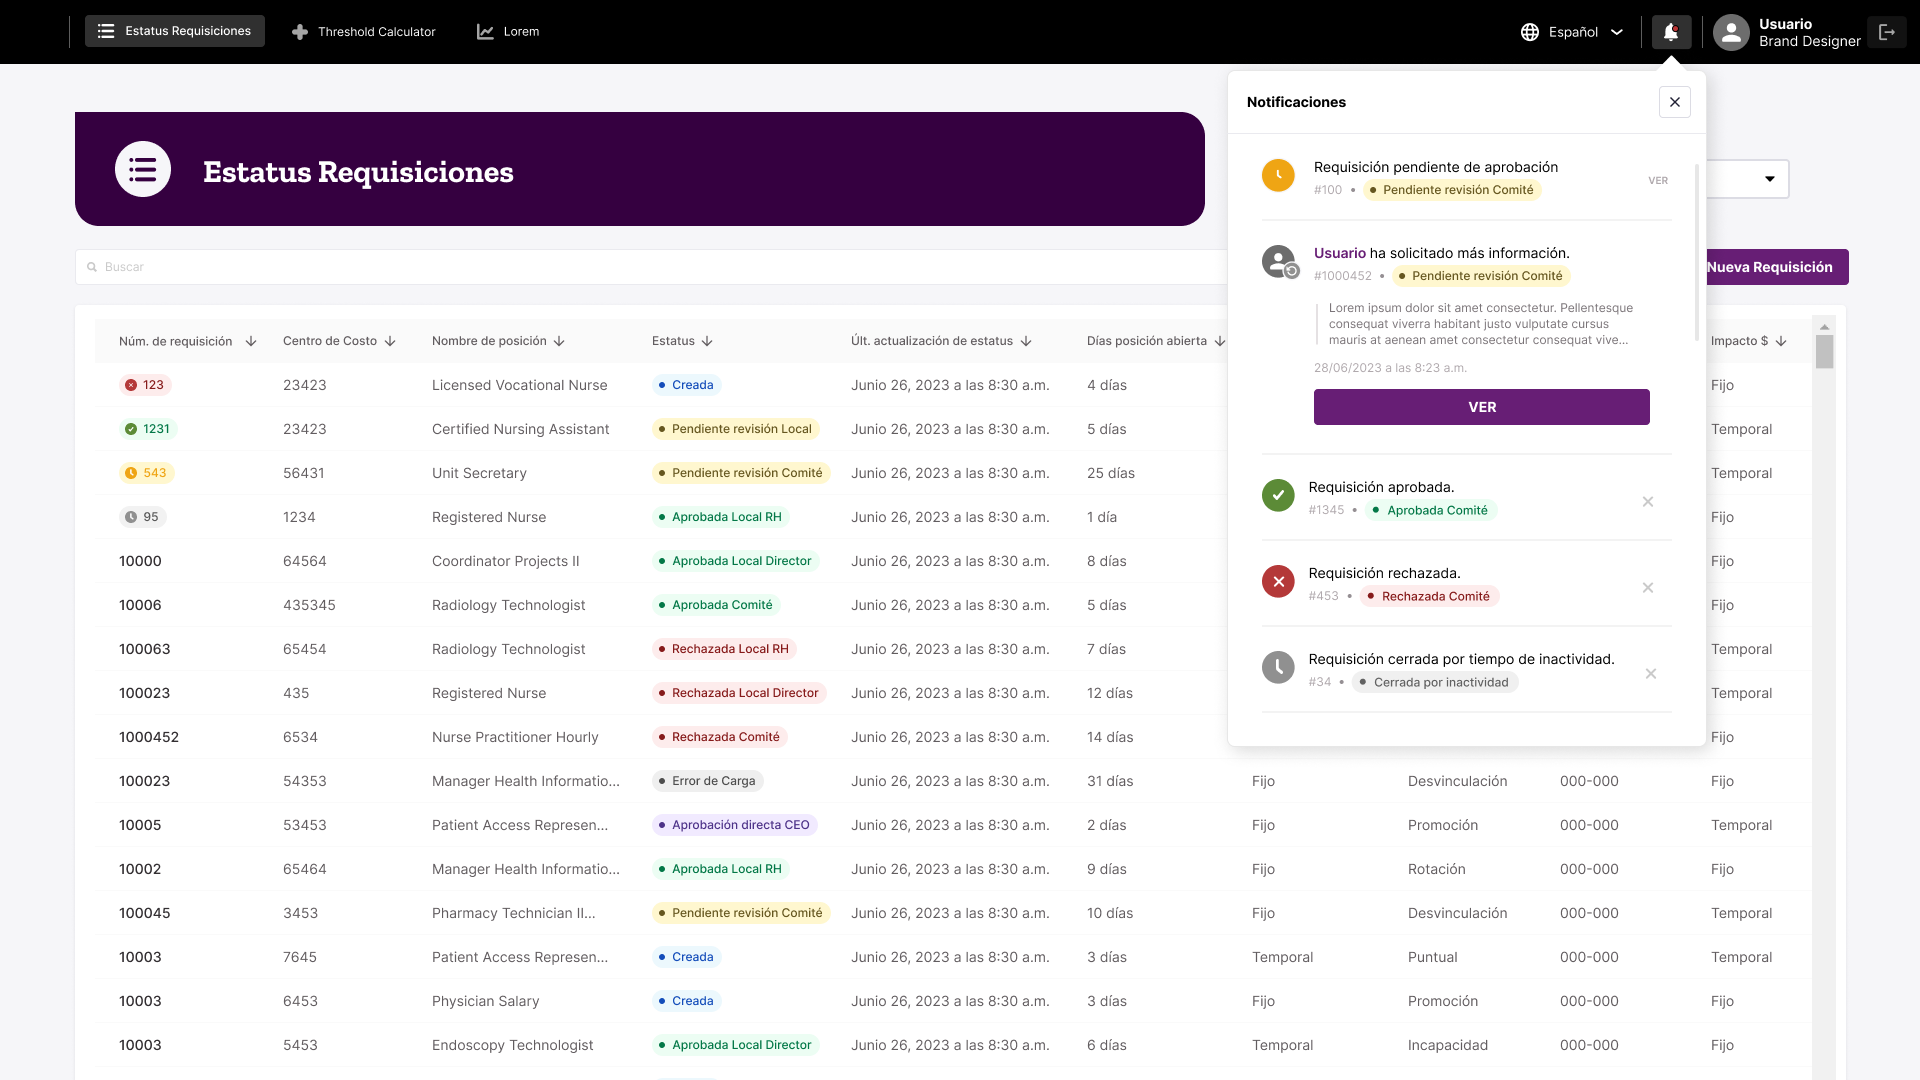 Estatus Requisiciones
Threshold Calculator
Lorem
Español
Usuario
Brand Designer
Estatus Requisiciones
Buscar
Nueva Requisición
Notificaciones
Requisición pendiente de aprobación
#100 • Pendiente revisión Comité
VER
Usuario ha solicitado más información.
#1000452 • Pendiente revisión Comité
Lorem ipsum dolor sit amet consectetur. Pellentesque
consequat viverra habitant justo vulputate cursus
mauris at aenean amet consectetur consequat vive...
28/06/2023 a las 8:23 a.m.
VER
Requisición aprobada.
#1345 • Aprobada Comité
Requisición rechazada.
#453 • Rechazada Comité
Requisición cerrada por tiempo de inactividad.
#34 • Cerrada por inactividad
Núm. de requisición Centro de Costo Nombre de posición Estatus Últ. actualización de estatus Días posición abierta Impacto $
123 23423 Licensed Vocational Nurse Creada Junio 26, 2023 a las 8:30 a.m. 4 días Fijo
1231 23423 Certified Nursing Assistant Pendiente revisión Local Junio 26, 2023 a las 8:30 a.m. 5 días Temporal
543 56431 Unit Secretary Pendiente revisión Comité Junio 26, 2023 a las 8:30 a.m. 25 días Temporal
95 1234 Registered Nurse Aprobada Local RH Junio 26, 2023 a las 8:30 a.m. 1 día Fijo
10000 64564 Coordinator Projects II Aprobada Local Director Junio 26, 2023 a las 8:30 a.m. 8 días Fijo
10006 435345 Radiology Technologist Aprobada Comité Junio 26, 2023 a las 8:30 a.m. 5 días Fijo
100063 65454 Radiology Technologist Rechazada Local RH Junio 26, 2023 a las 8:30 a.m. 7 días Temporal
100023 435 Registered Nurse Rechazada Local Director Junio 26, 2023 a las 8:30 a.m. 12 días Temporal
1000452 6534 Nurse Practitioner Hourly Rechazada Comité Junio 26, 2023 a las 8:30 a.m. 14 días Fijo
100023 54353 Manager Health Informatio... Error de Carga Junio 26, 2023 a las 8:30 a.m. 31 días Fijo Desvinculación 000-000 Fijo
10005 53453 Patient Access Represen... Aprobación directa CEO Junio 26, 2023 a las 8:30 a.m. 2 días Fijo Promoción 000-000 Temporal
10002 65464 Manager Health Informatio... Aprobada Local RH Junio 26, 2023 a las 8:30 a.m. 9 días Fijo Rotación 000-000 Fijo
100045 3453 Pharmacy Technician II... Pendiente revisión Comité Junio 26, 2023 a las 8:30 a.m. 10 días Fijo Desvinculación 000-000 Temporal
10003 7645 Patient Access Represen... Creada Junio 26, 2023 a las 8:30 a.m. 3 días Temporal Puntual 000-000 Temporal
10003 6453 Physician Salary Creada Junio 26, 2023 a las 8:30 a.m. 3 días Fijo Promoción 000-000 Fijo
10003 5453 Endoscopy Technologist Aprobada Local Director Junio 26, 2023 a las 8:30 a.m. 6 días Temporal Incapacidad 000-000 Fijo